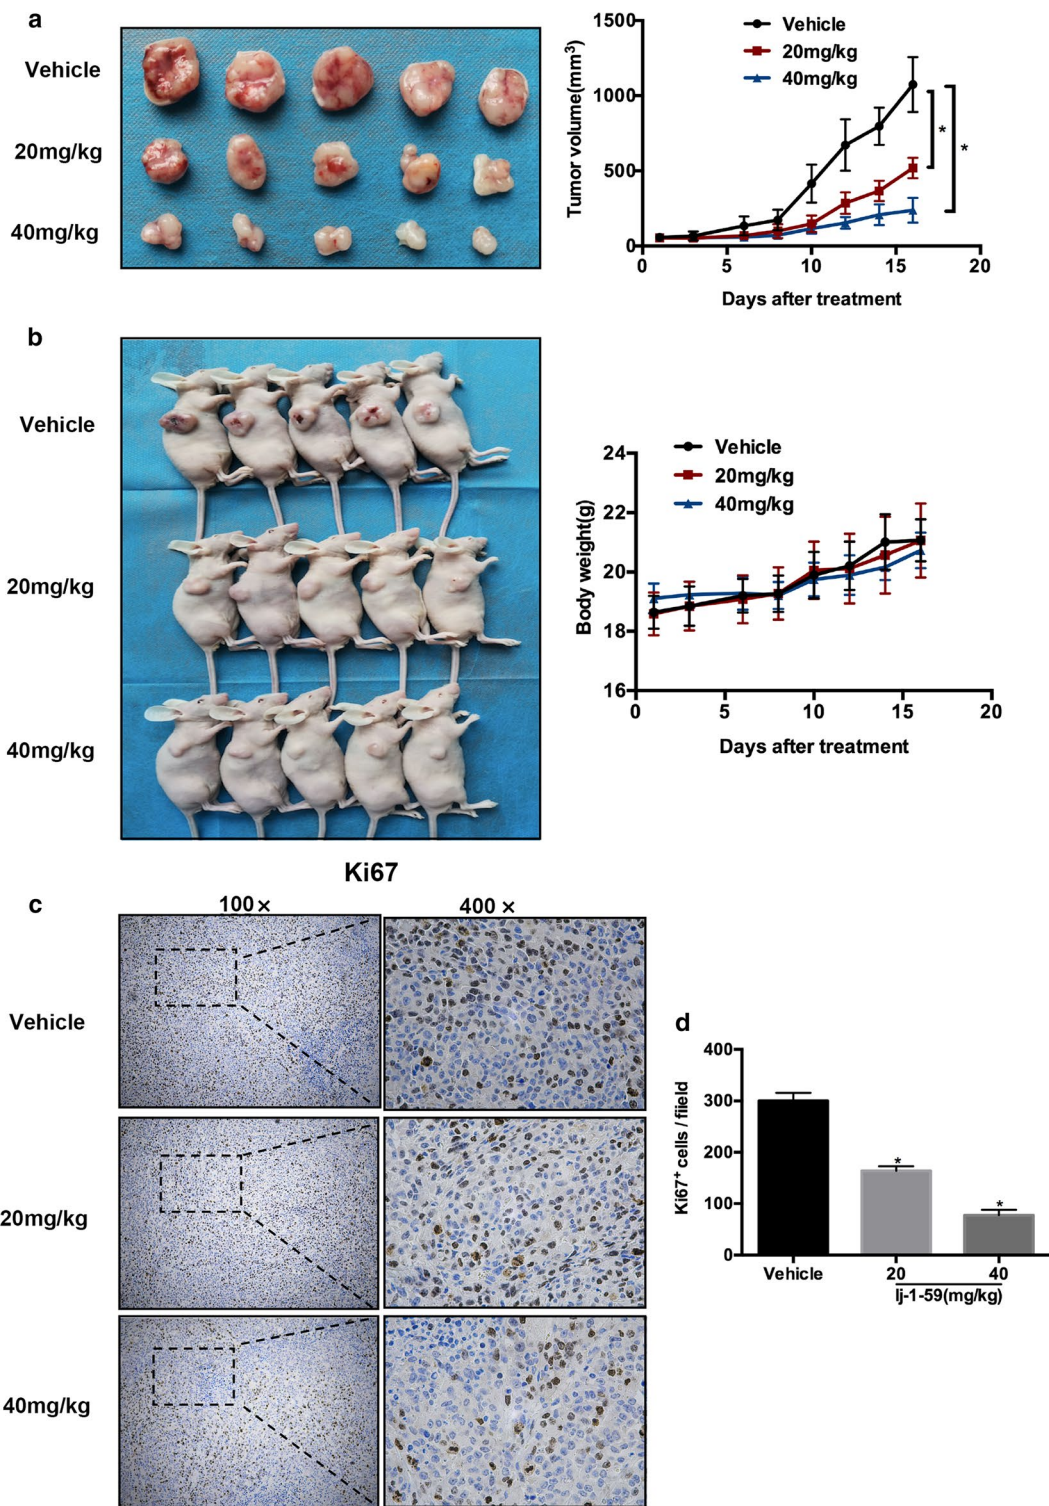 a
Vehicle
20mg/kg
40mg/kg
1500
1000
500
0
Tumor volume(mm³)
Vehicle
20mg/kg
40mg/kg
*
*
0
5
10
15
20
Days after treatment
b
Vehicle
20mg/kg
40mg/kg
24
22
20
18
16
Body weight(g)
Vehicle
20mg/kg
40mg/kg
0
5
10
15
20
Days after treatment
Ki67
c
100×
400 ×
Vehicle
20mg/kg
40mg/kg
d
400
300
200
100
0
Ki67⁺ cells / fiield
*
*
Vehicle
20
40
lj-1-59(mg/kg)